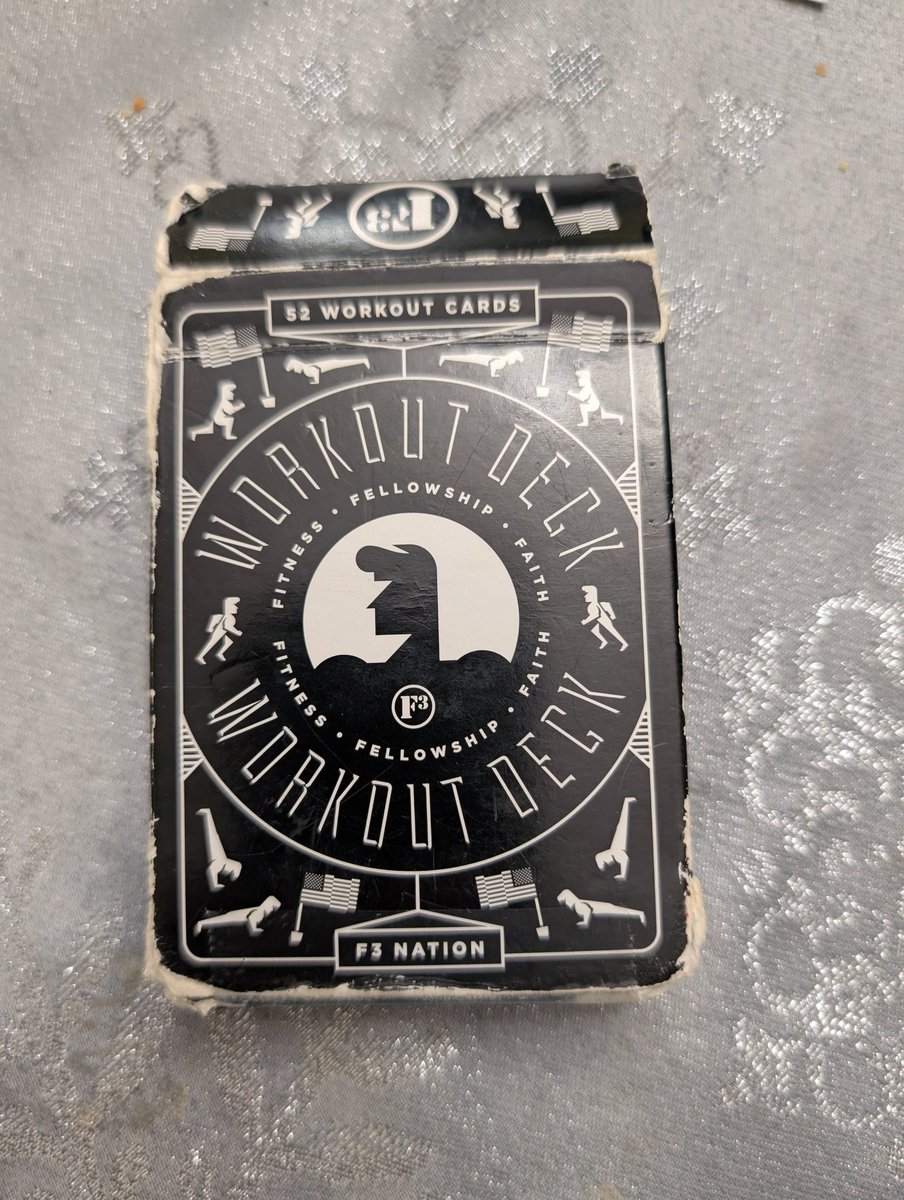 F3
52 WORKOUT CARDS
WORKOUT DECK
FITNESS • FELLOWSHIP • FAITH
F3
FITNESS • FELLOWSHIP • FAITH
WORKOUT DECK
F3 NATION